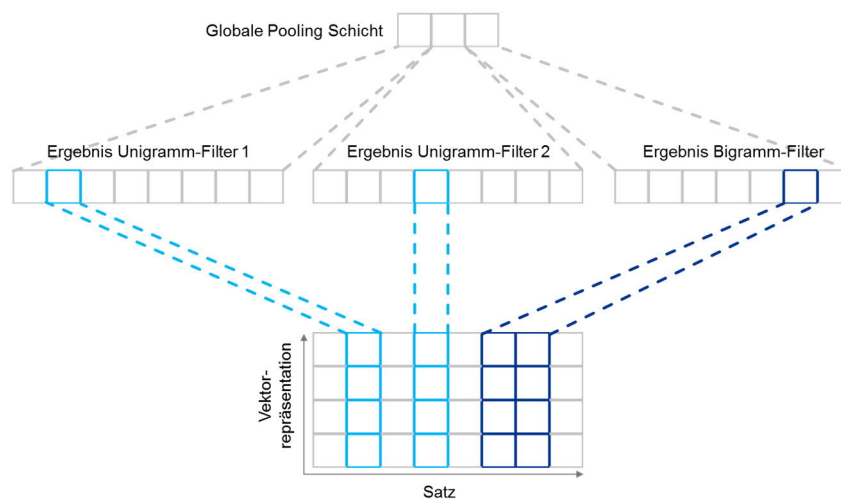 Globale Pooling Schicht
Ergebnis Unigramm-Filter 1
Ergebnis Unigramm-Filter 2
Ergebnis Bigramm-Filter
Vektor-
repräsentation
Satz